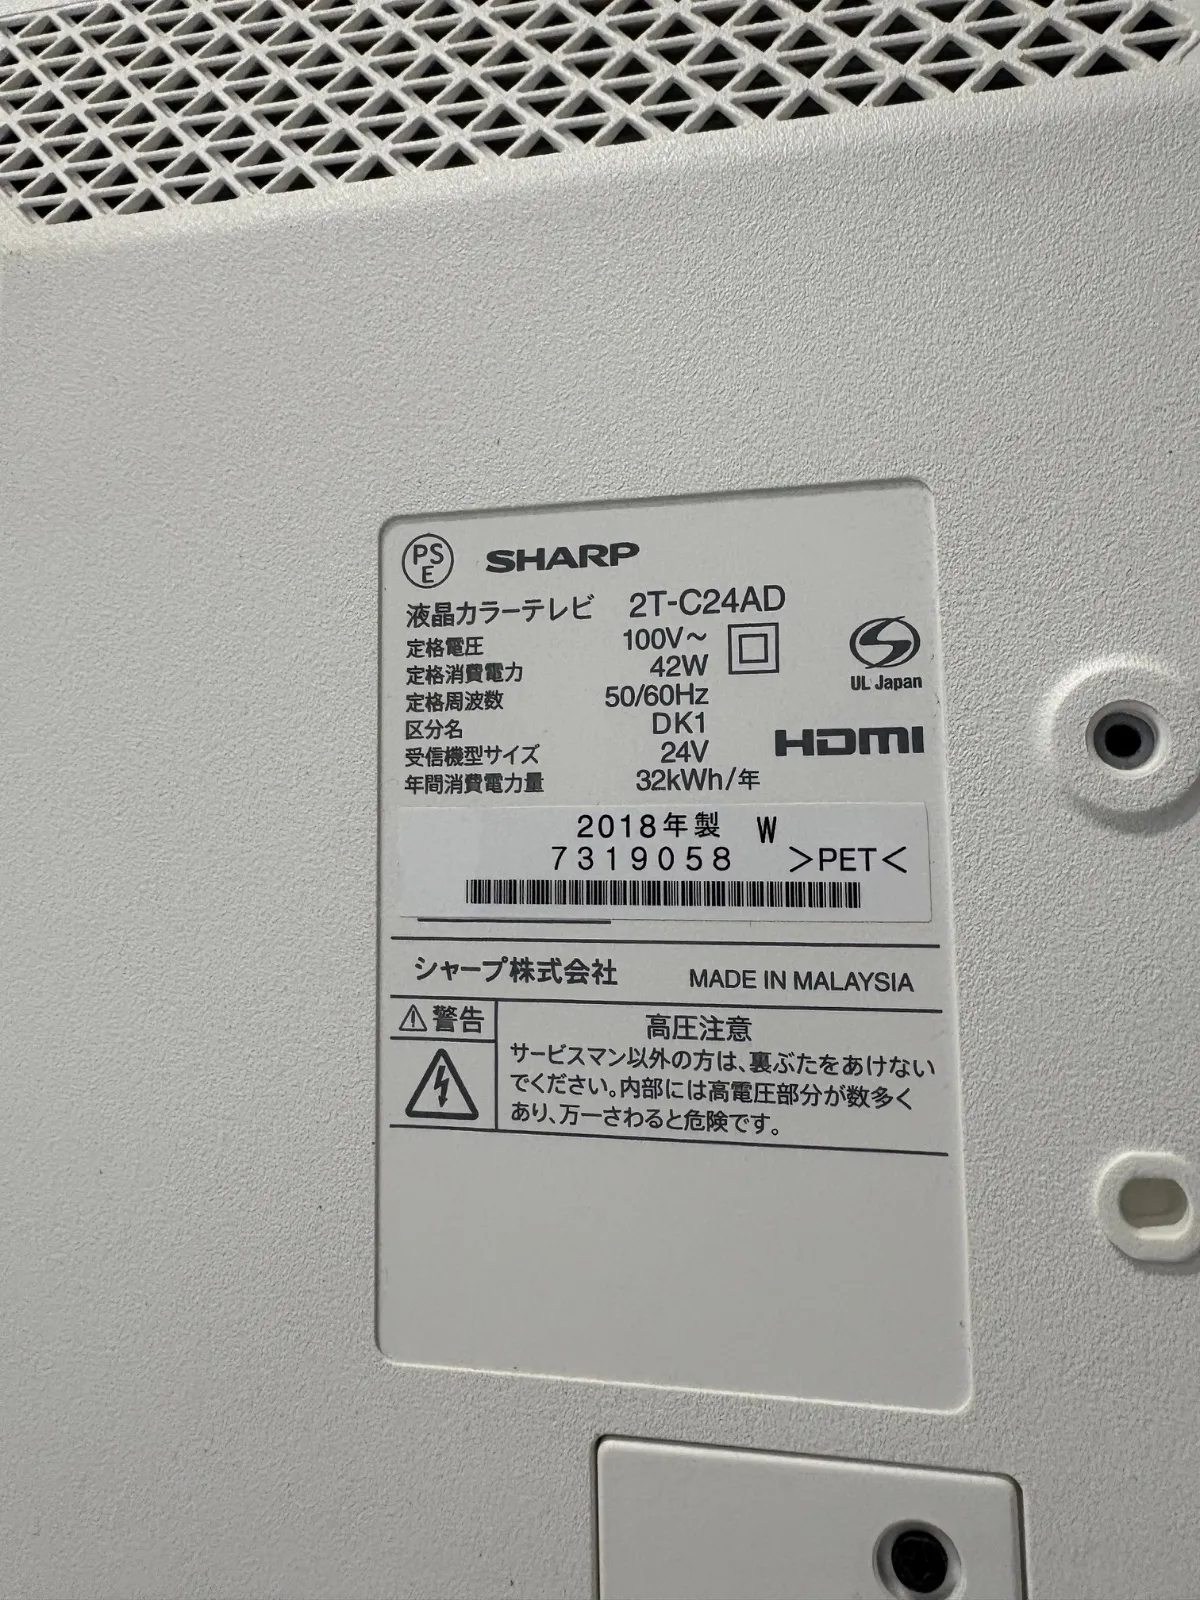 PS
E
SHARP
液晶カラーテレビ 2T-C24AD
定格電圧 100V～
定格消費電力 42W
定格周波数 50/60Hz
区分名 DK1
受信機型サイズ 24V
年間消費電力量 32kWh/年
UL Japan
HDMI
2018年製 W
7319058 >PET<
シャープ株式会社 MADE IN MALAYSIA
警告
高圧注意
サービスマン以外の方は、裏ぶたをあけない
でください。内部には高電圧部分が数多く
あり、万一さわると危険です。